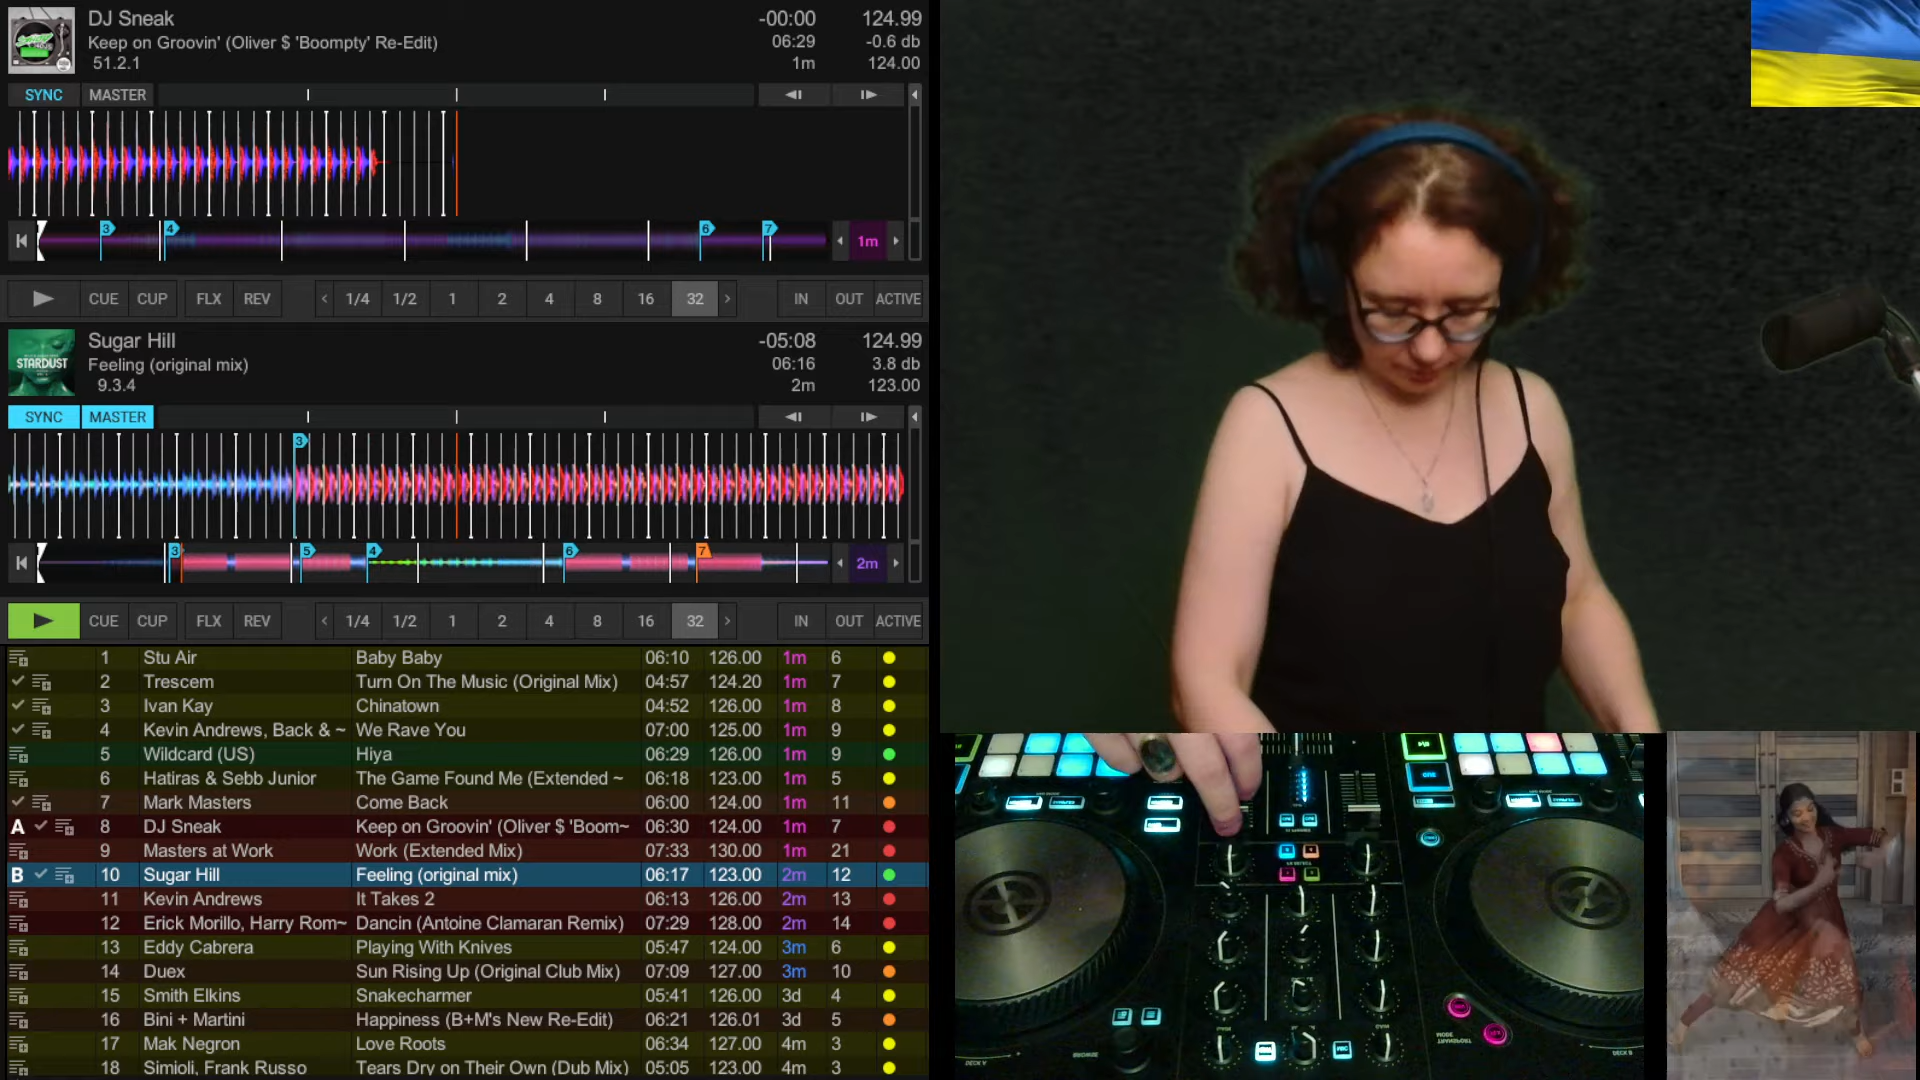 DJ Sneak -00:00 124.99
Keep on Groovin' (Oliver $ 'Boompty' Re-Edit) 06:29 -0.6 db
51.2.1 1m 124.00
SYNC MASTER
3 4 6 7 1m
CUE CUP FLX REV 1/4 1/2 1 2 4 8 16 32 IN OUT ACTIVE
STARDUST
Sugar Hill -05:08 124.99
Feeling (original mix) 06:16 3.8 db
9.3.4 2m 123.00
SYNC MASTER
3
3 5 4 6 7 2m
CUE CUP FLX REV 1/4 1/2 1 2 4 8 16 32 IN OUT ACTIVE
1 Stu Air Baby Baby 06:10 126.00 1m 6
2 Trescem Turn On The Music (Original Mix) 04:57 124.20 1m 7
3 Ivan Kay Chinatown 04:52 126.00 1m 8
4 Kevin Andrews, Back & ~ We Rave You 07:00 125.00 1m 9
5 Wildcard (US) Hiya 06:29 126.00 1m 9
6 Hatiras & Sebb Junior The Game Found Me (Extended ~ 06:18 123.00 1m 5
7 Mark Masters Come Back 06:00 124.00 1m 11
A 8 DJ Sneak Keep on Groovin' (Oliver $ 'Boom~ 06:30 124.00 1m 7
9 Masters at Work Work (Extended Mix) 07:33 130.00 1m 21
B 10 Sugar Hill Feeling (original mix) 06:17 123.00 2m 12
11 Kevin Andrews It Takes 2 06:13 126.00 2m 13
12 Erick Morillo, Harry Rom~ Dancin (Antoine Clamaran Remix) 07:29 128.00 2m 14
13 Eddy Cabrera Playing With Knives 05:47 124.00 3m 6
14 Duex Sun Rising Up (Original Club Mix) 07:09 127.00 3m 10
15 Smith Elkins Snakecharmer 05:41 126.00 3d 4
16 Bini + Martini Happiness (B+M's New Re-Edit) 06:21 126.01 3d 5
17 Mak Negron Love Roots 06:34 127.00 4m 3
18 Simioli, Frank Russo Tears Dry on Their Own (Dub Mix) 05:05 123.00 4m 3